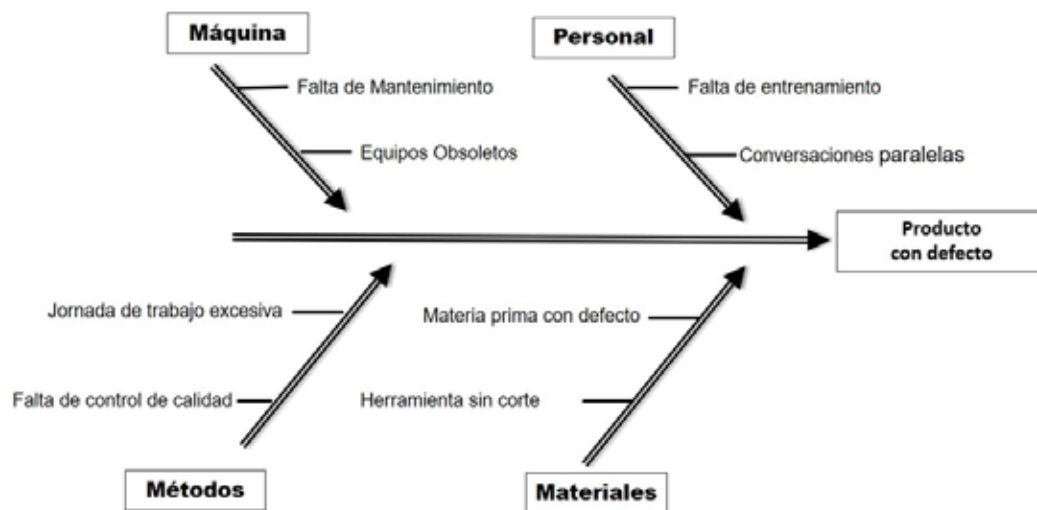 Máquina
Personal
Falta de Mantenimiento
Falta de entrenamiento
Equipos Obsoletos
Conversaciones paralelas
Producto
con defecto
Jornada de trabajo excesiva
Materia prima con defecto
Falta de control de calidad
Herramienta sin corte
Métodos
Materiales